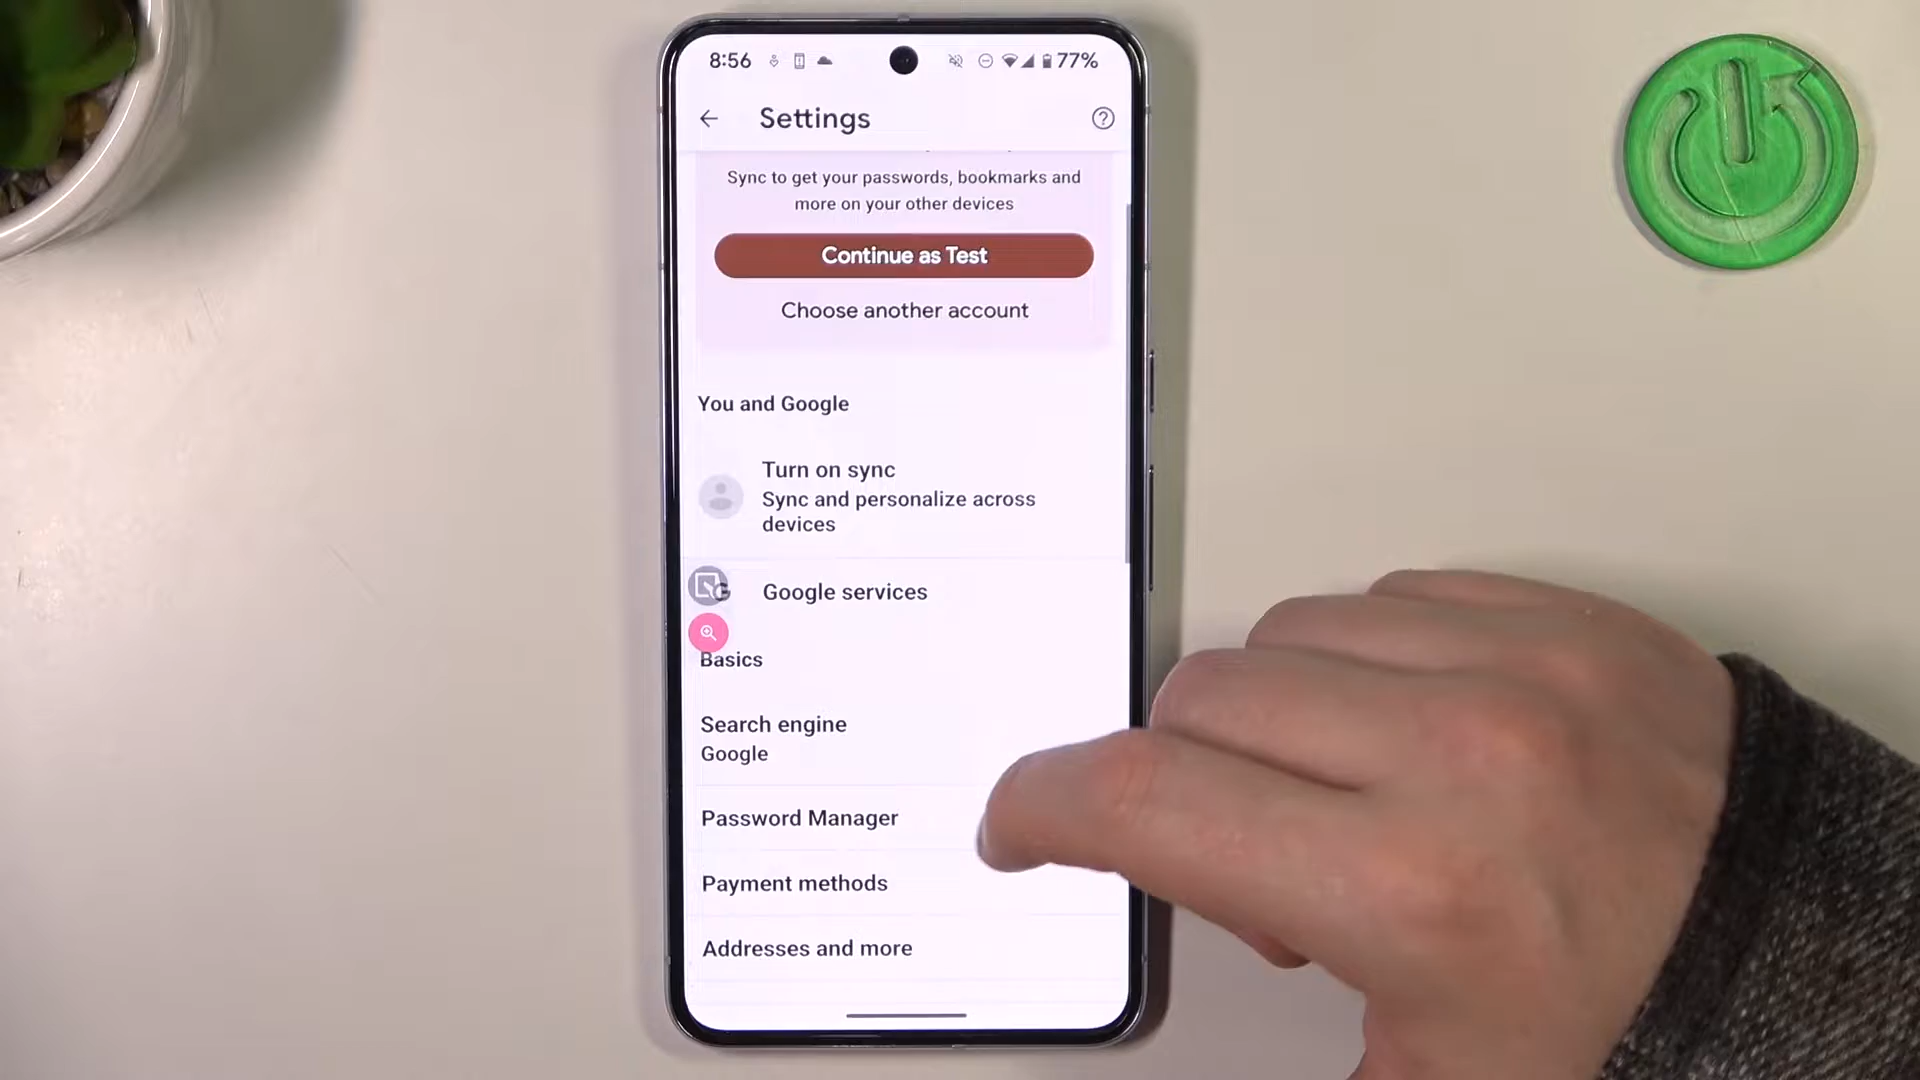 8:56
77%
Settings
Sync to get your passwords, bookmarks and
more on your other devices
Continue as Test
Choose another account
You and Google
Turn on sync
Sync and personalize across
devices
Google services
Basics
Search engine
Google
Password Manager
Payment methods
Addresses and more